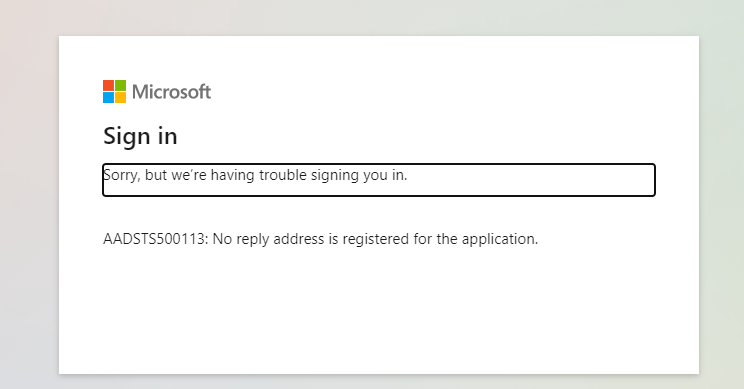 Microsoft
Sign in
Sorry, but we’re having trouble signing you in.
AADSTS500113: No reply address is registered for the application.